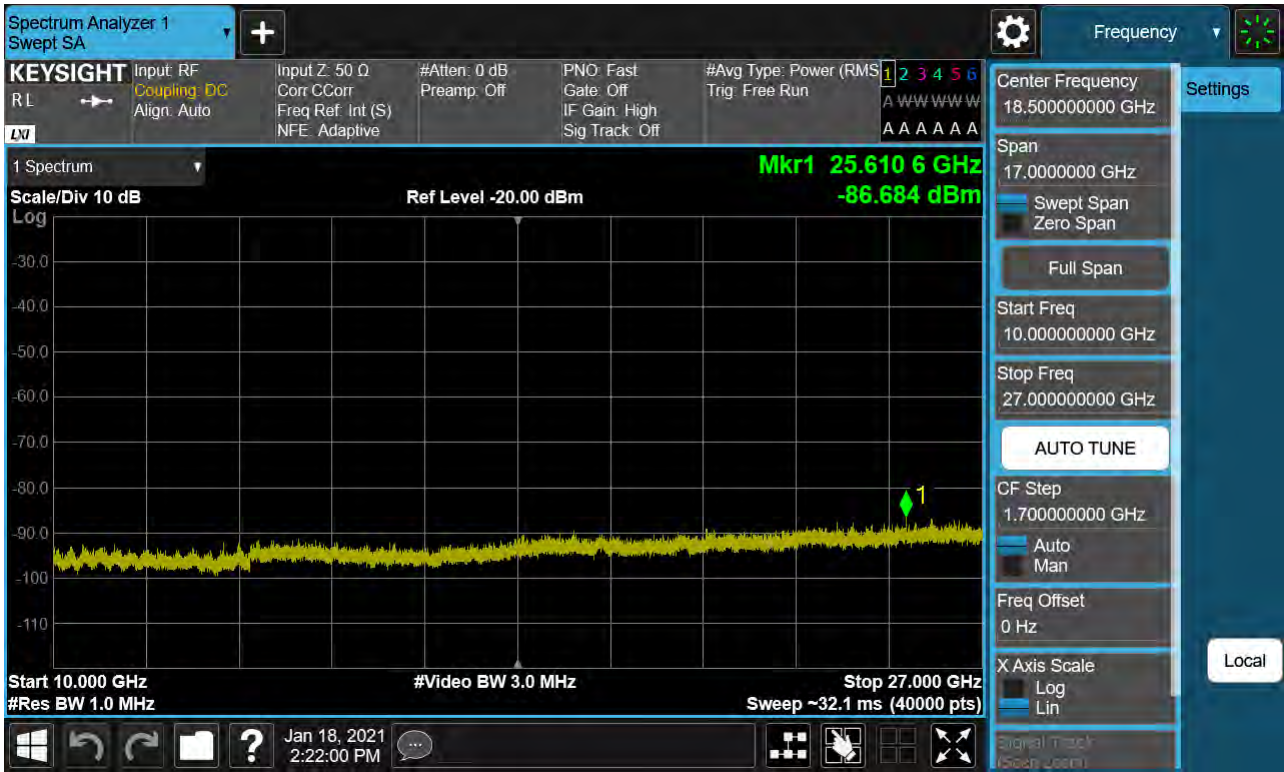 Spectrum Analyzer 1
Swept SA
+
Frequency
KEYSIGHT
RL
LXI
Input: RF
Coupling: DC
Align: Auto
Input Z: 50 Ω
Corr CCorr
Freq Ref: Int (S)
NFE: Adaptive
#Atten: 0 dB
Preamp: Off
PNO: Fast
Gate: Off
IF Gain: High
Sig Track: Off
#Avg Type: Power (RMS
Trig: Free Run
1 2 3 4 5 6
A W W W W W
A A A A A A
1 Spectrum
Scale/Div 10 dB
Ref Level -20.00 dBm
Mkr1 25.610 6 GHz
-86.684 dBm
Log
-30.0
-40.0
-50.0
-60.0
-70.0
-80.0
-90.0
-100
-110
1
Start 10.000 GHz
#Res BW 1.0 MHz
#Video BW 3.0 MHz
Stop 27.000 GHz
Sweep ~32.1 ms (40000 pts)
Center Frequency
18.500000000 GHz
Span
17.0000000 GHz
Swept Span
Zero Span
Full Span
Start Freq
10.000000000 GHz
Stop Freq
27.000000000 GHz
AUTO TUNE
CF Step
1.700000000 GHz
Auto
Man
Freq Offset
0 Hz
X Axis Scale
Log
Lin
Signal Track
(Span Zoom)
Settings
Local
?
Jan 18, 2021
2:22:00 PM